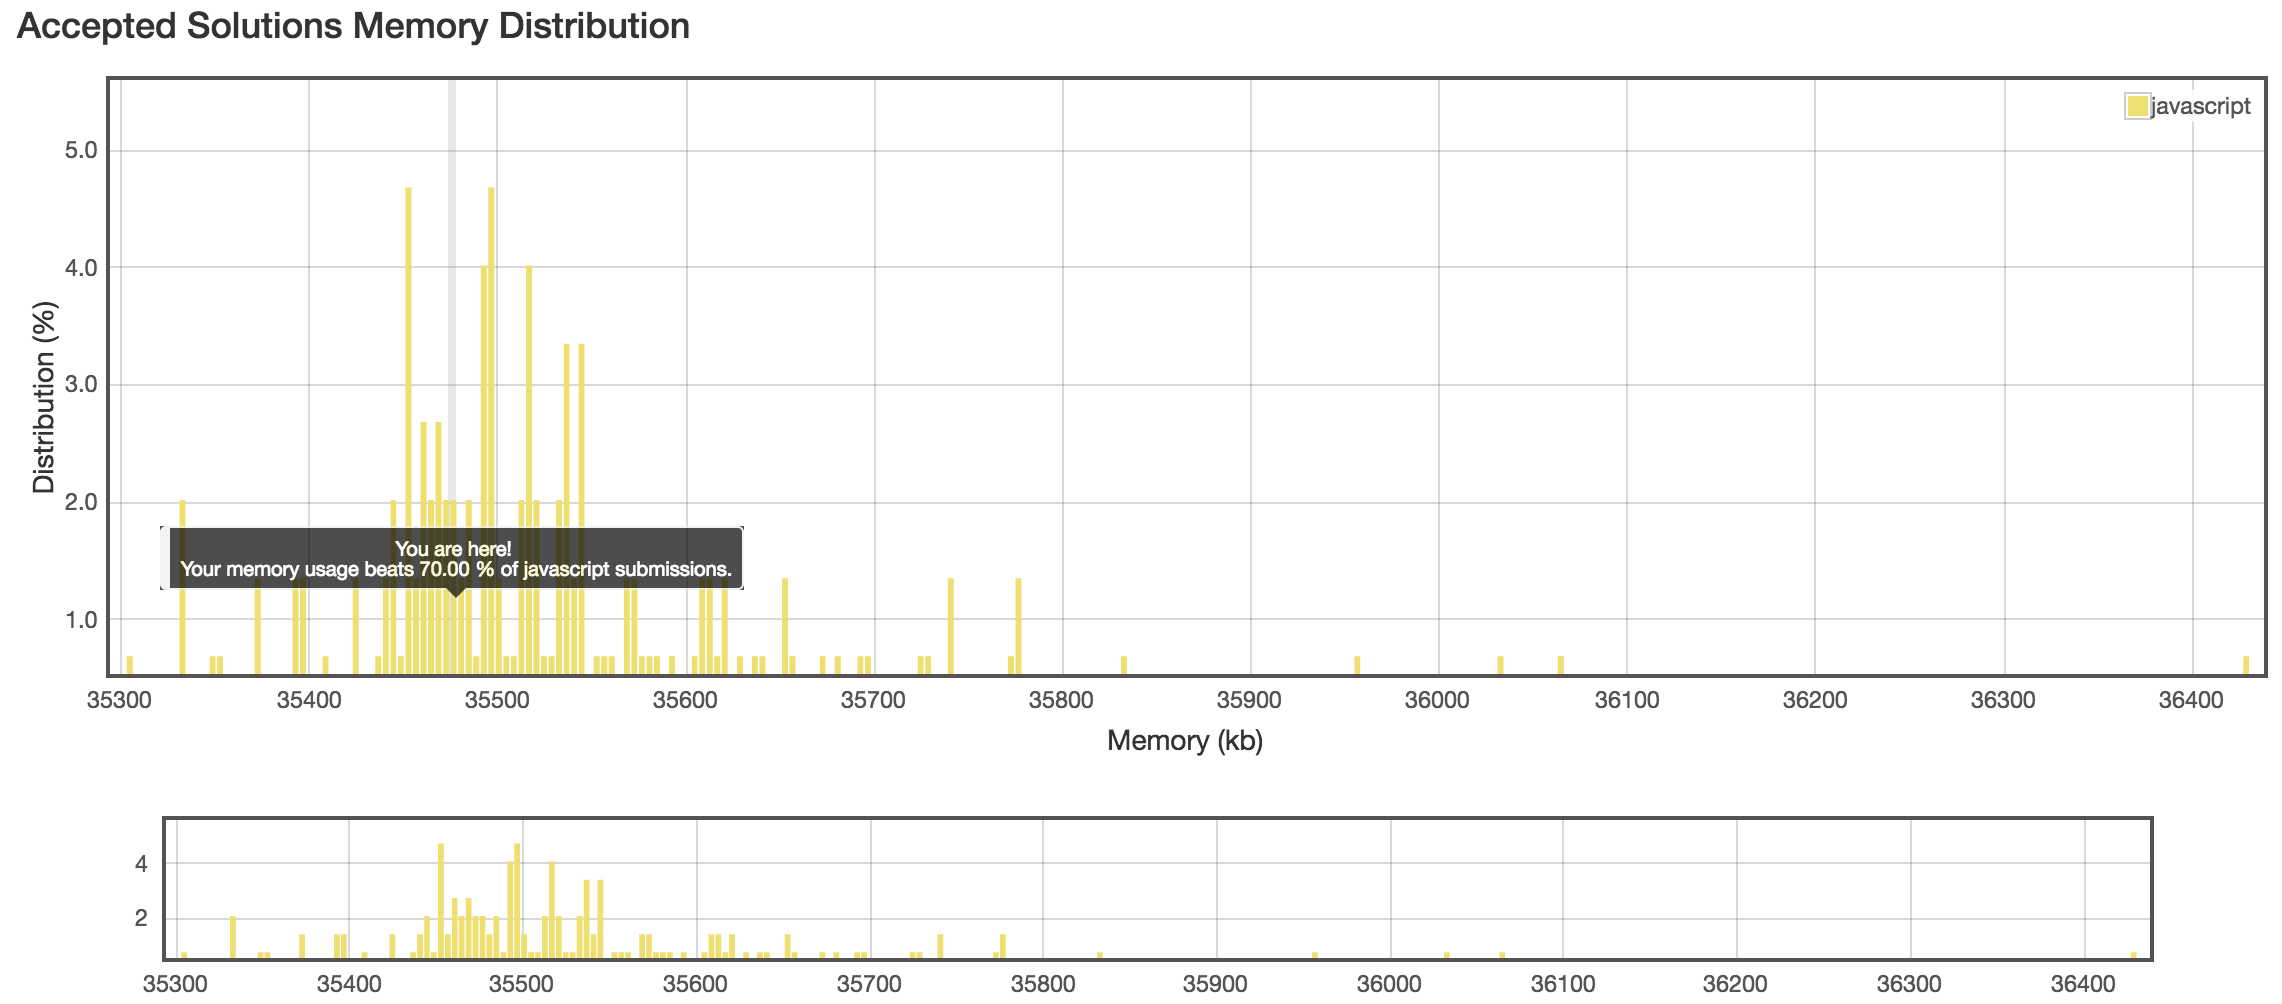 Accepted Solutions Memory Distribution
javascript
5.0
4.0
3.0
2.0
1.0
Distribution (%)
You are here!
Your memory usage beats 70.00 % of javascript submissions.
35300 35400 35500 35600 35700 35800 35900 36000 36100 36200 36300 36400
Memory (kb)
4
2
35300 35400 35500 35600 35700 35800 35900 36000 36100 36200 36300 36400